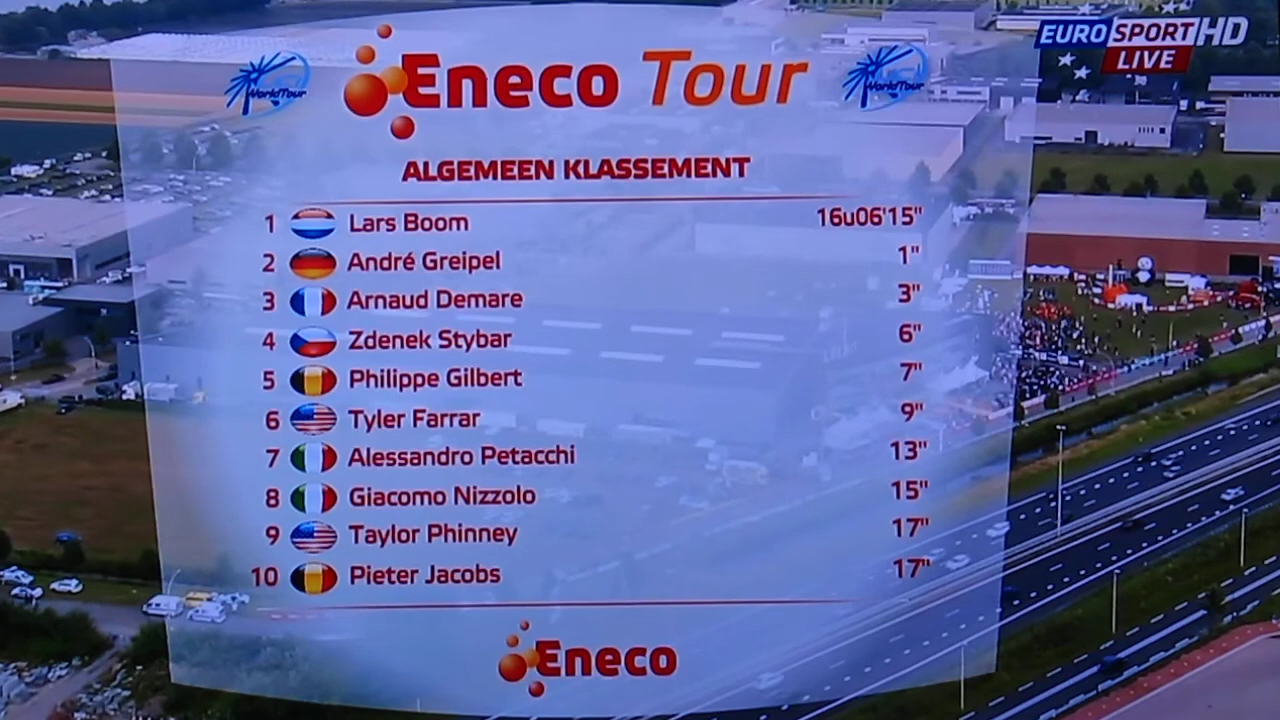 EUROSPORT HD
LIVE
WorldTour
Eneco Tour
WorldTour
ALGEMEEN KLASSEMENT
1 Lars Boom 16u06'15"
2 André Greipel 1"
3 Arnaud Demare 3"
4 Zdenek Stybar 6"
5 Philippe Gilbert 7"
6 Tyler Farrar 9"
7 Alessandro Petacchi 13"
8 Giacomo Nizzolo 15"
9 Taylor Phinney 17"
10 Pieter Jacobs 17"
Eneco